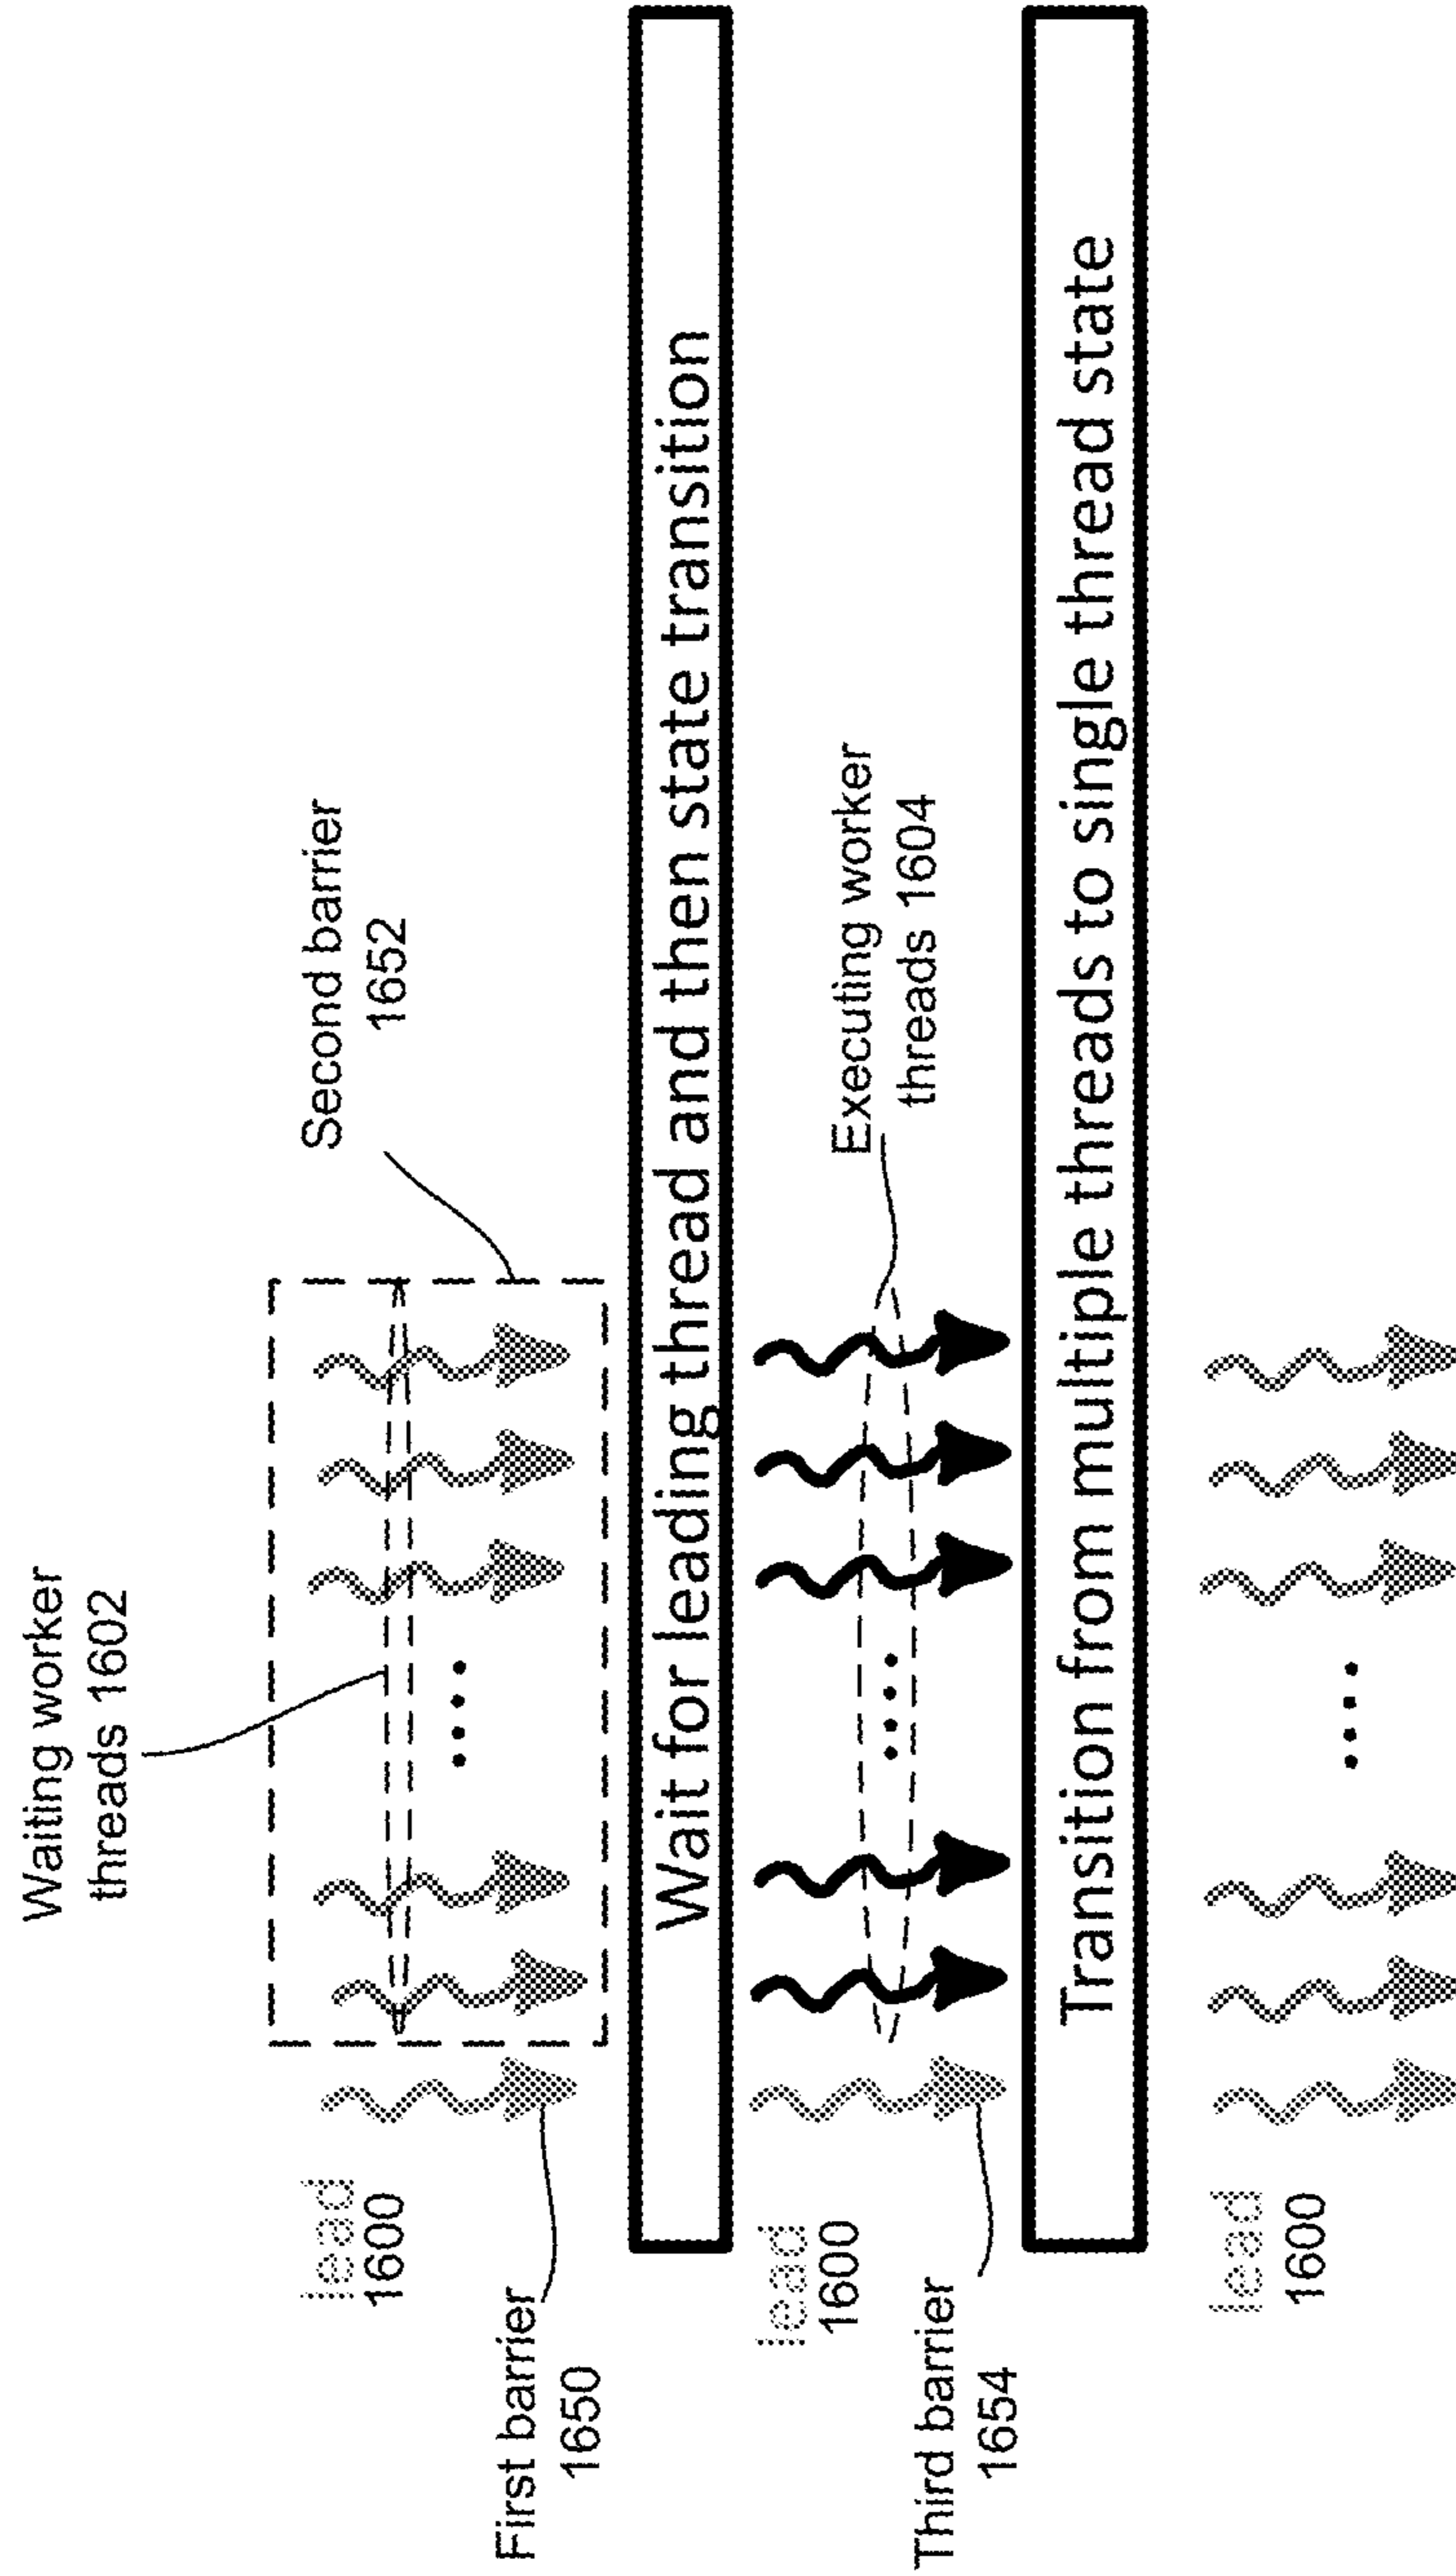 Waiting worker
threads 1602
Second barrier
1652
lead
1600
First barrier
1650
Wait for leading thread and then state transition
Executing worker
threads 1604
lead
1600
Third barrier
1654
Transition from multiple threads to single thread state
lead
1600